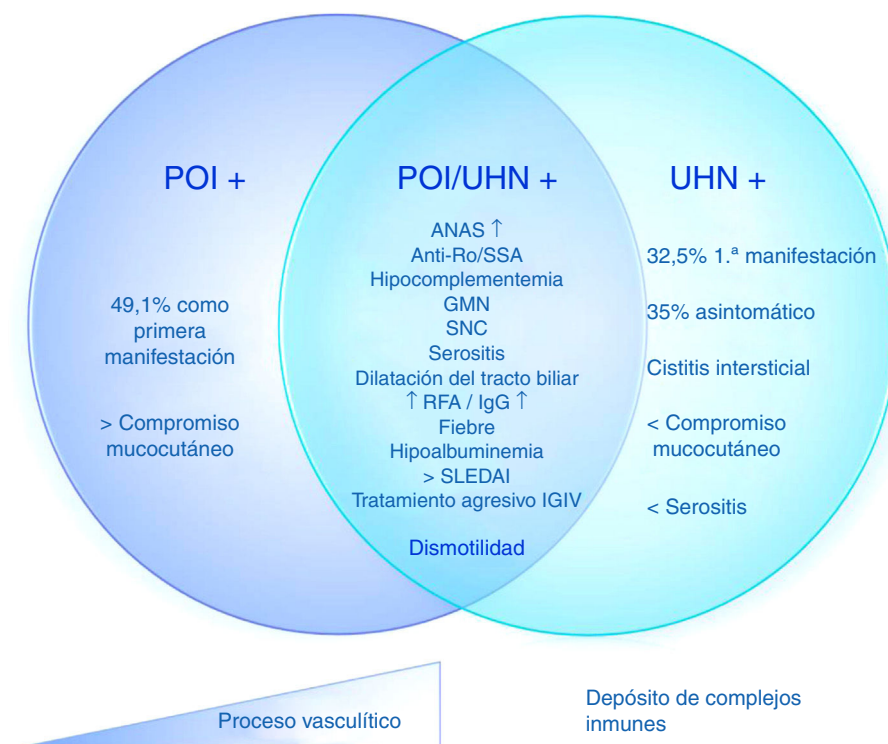 POI +
49,1% como
primera
manifestación
> Compromiso
mucocutáneo
POI/UHN +
ANAS ↑
Anti-Ro/SSA
Hipocomplementemia
GMN
SNC
Serositis
Dilatación del tracto biliar
↑ RFA / IgG ↑
Fiebre
Hipoalbuminemia
> SLEDAI
Tratamiento agresivo IGIV
Dismotilidad
UHN +
32,5% 1.ª manifestación
35% asintomático
Cistitis intersticial
< Compromiso
mucocutáneo
< Serositis
Proceso vasculítico
Depósito de complejos
inmunes